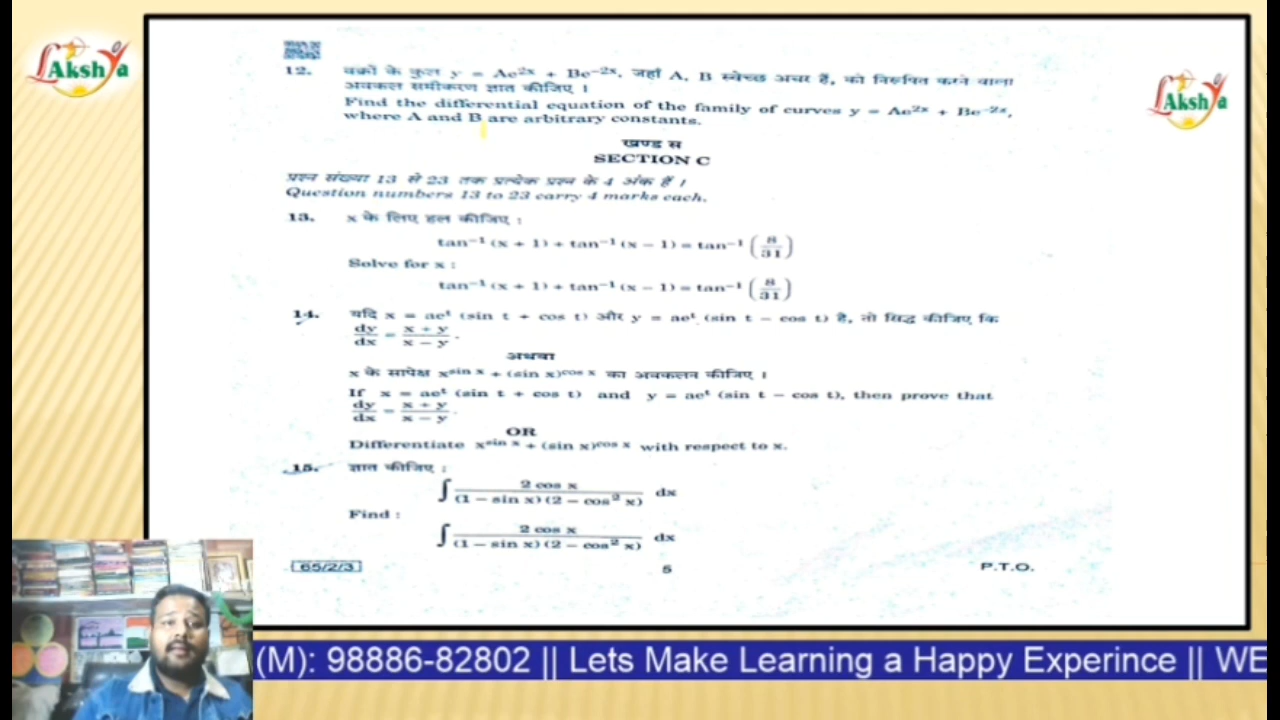 Lakshya
Lakshya
12. वक्रों के कुल y = Ae^2x + Be^−2x, जहाँ A, B स्वेच्छ अचर हैं, को निरूपित करने वाला
अवकल समीकरण ज्ञात कीजिए ।
Find the differential equation of the family of curves y = Ae^2x + Be^−2x,
where A and B are arbitrary constants.
खण्ड स
SECTION C
प्रश्न संख्या 13 से 23 तक प्रत्येक प्रश्न के 4 अंक हैं ।
Question numbers 13 to 23 carry 4 marks each.
13. x के लिए हल कीजिए :
tan^−1 (x + 1) + tan^−1 (x − 1) = tan^−1 (8/31)
Solve for x :
tan^−1 (x + 1) + tan^−1 (x − 1) = tan^−1 (8/31)
14. यदि x = ae^t (sin t + cos t) और y = ae^t (sin t − cos t) है, तो सिद्ध कीजिए कि
dy/dx = (x + y)/(x − y) .
अथवा
x के सापेक्ष x^sin x + (sin x)^cos x का अवकलन कीजिए ।
If x = ae^t (sin t + cos t) and y = ae^t (sin t − cos t), then prove that
dy/dx = (x + y)/(x − y) .
OR
Differentiate x^sin x + (sin x)^cos x with respect to x.
15. ज्ञात कीजिए :
∫ 2 cos x / (1 − sin x) (2 − cos^2 x) dx
Find :
∫ 2 cos x / (1 − sin x) (2 − cos^2 x) dx
65/2/3 5 P.T.O.
(M): 98886-82802 || Lets Make Learning a Happy Experince || WE